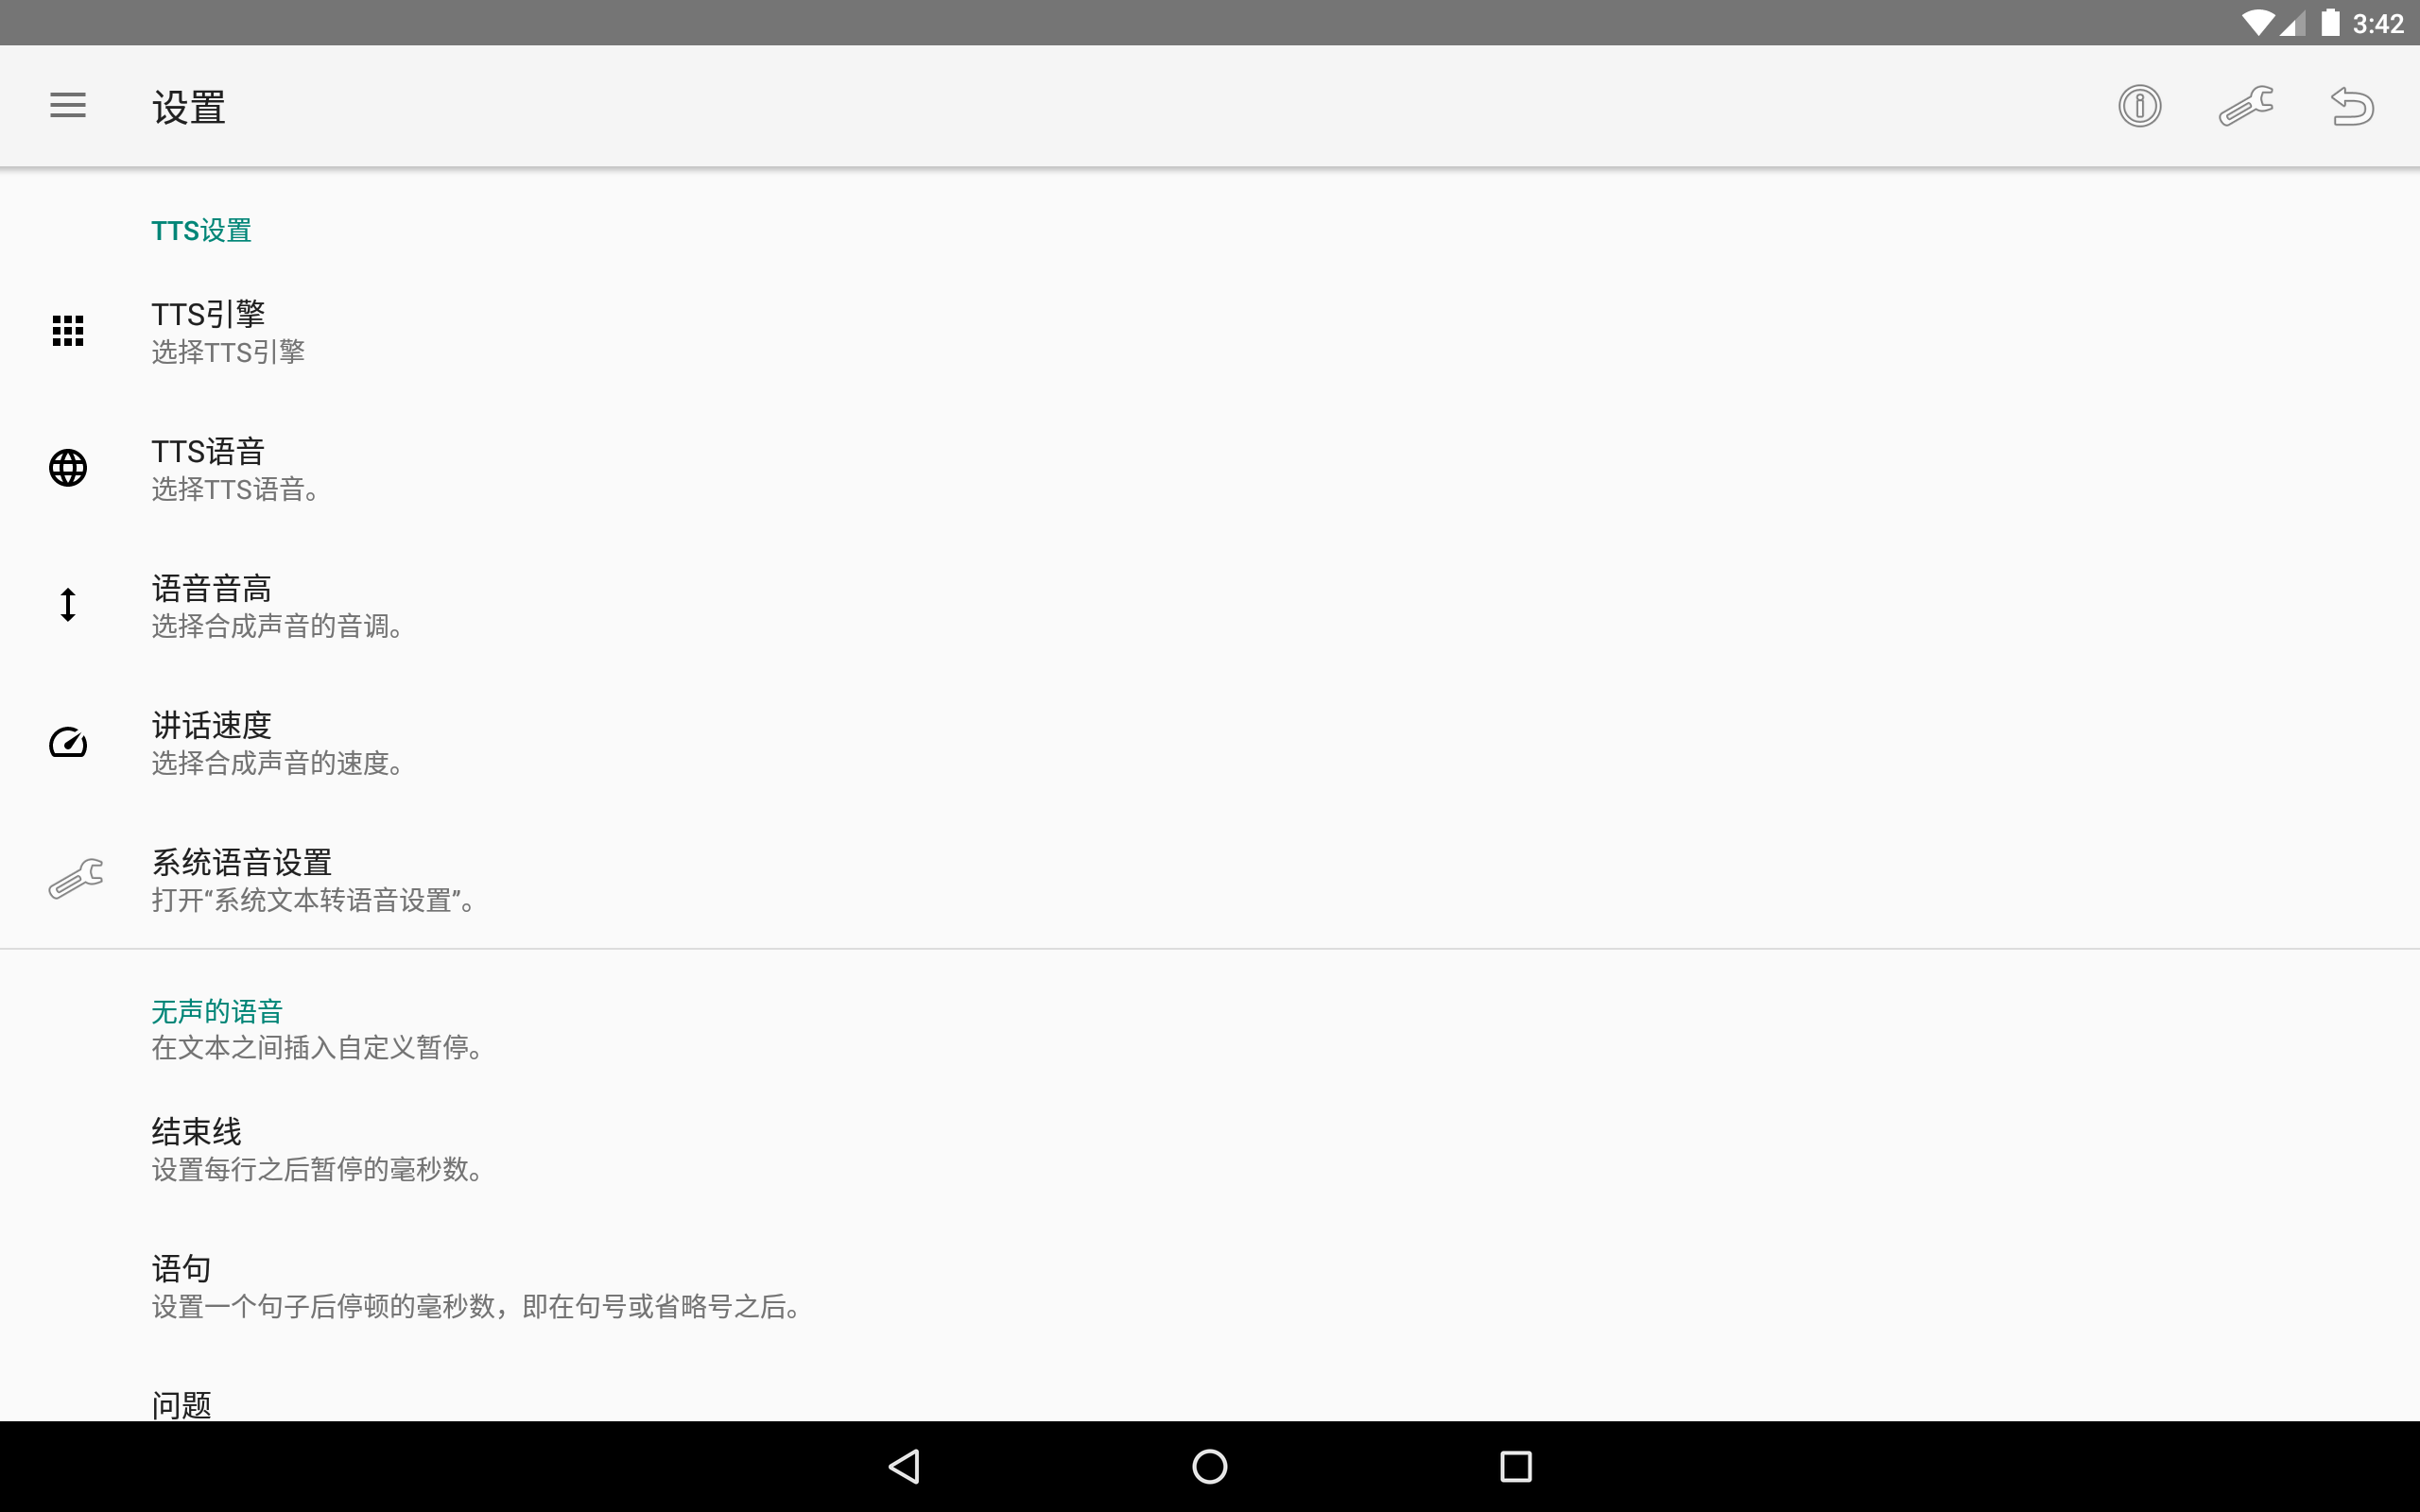 3:42
设置
TTS设置
TTS引擎
选择TTS引擎
TTS语音
选择TTS语音。
语音音高
选择合成声音的音调。
讲话速度
选择合成声音的速度。
系统语音设置
打开“系统文本转语音设置”。
无声的语音
在文本之间插入自定义暂停。
结束线
设置每行之后暂停的毫秒数。
语句
设置一个句子后停顿的毫秒数，即在句号或省略号之后。
问题